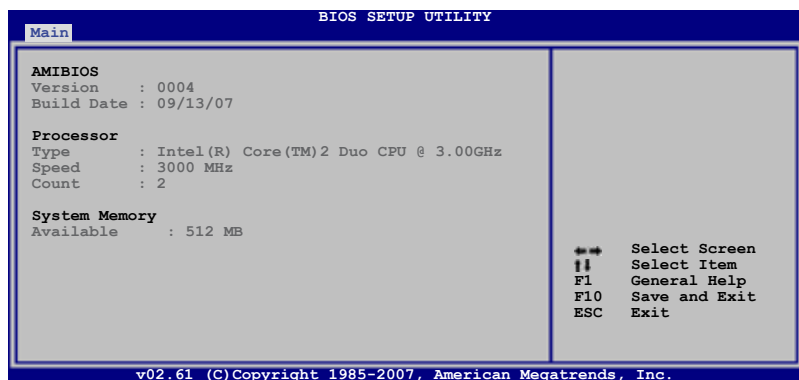 BIOS SETUP UTILITY
Main
AMIBIOS
Version : 0004
Build Date : 09/13/07
Processor
Type : Intel(R) Core(TM)2 Duo CPU @ 3.00GHz
Speed : 3000 MHz
Count : 2
System Memory
Available : 512 MB
←→ Select Screen
↑↓ Select Item
F1 General Help
F10 Save and Exit
ESC Exit
v02.61 (C)Copyright 1985-2007, American Megatrends, Inc.